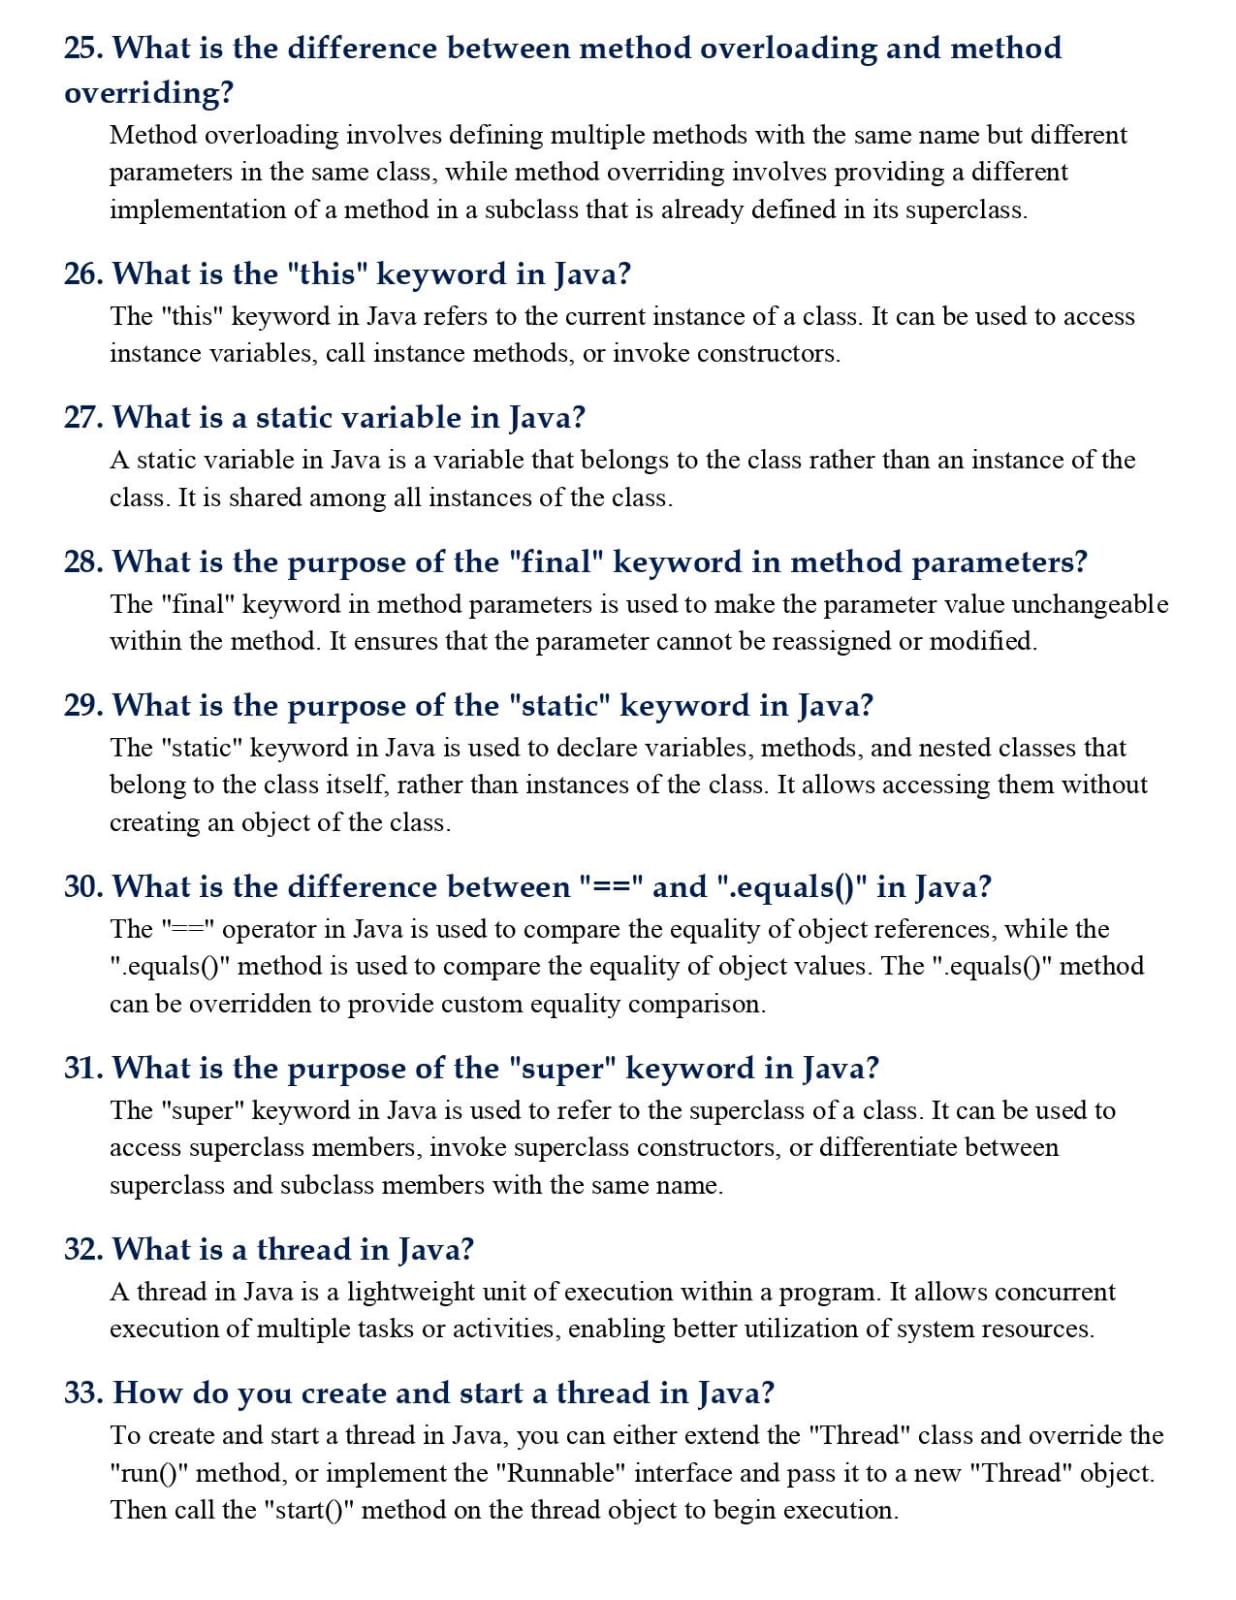 25. What is the difference between method overloading and method
overriding?
Method overloading involves defining multiple methods with the same name but different
parameters in the same class, while method overriding involves providing a different
implementation of a method in a subclass that is already defined in its superclass.
26. What is the "this" keyword in Java?
The "this" keyword in Java refers to the current instance of a class. It can be used to access
instance variables, call instance methods, or invoke constructors.
27. What is a static variable in Java?
A static variable in Java is a variable that belongs to the class rather than an instance of the
class. It is shared among all instances of the class.
28. What is the purpose of the "final" keyword in method parameters?
The "final" keyword in method parameters is used to make the parameter value unchangeable
within the method. It ensures that the parameter cannot be reassigned or modified.
29. What is the purpose of the "static" keyword in Java?
The "static" keyword in Java is used to declare variables, methods, and nested classes that
belong to the class itself, rather than instances of the class. It allows accessing them without
creating an object of the class.
30. What is the difference between "==" and ".equals()" in Java?
The "==" operator in Java is used to compare the equality of object references, while the
".equals()" method is used to compare the equality of object values. The ".equals()" method
can be overridden to provide custom equality comparison.
31. What is the purpose of the "super" keyword in Java?
The "super" keyword in Java is used to refer to the superclass of a class. It can be used to
access superclass members, invoke superclass constructors, or differentiate between
superclass and subclass members with the same name.
32. What is a thread in Java?
A thread in Java is a lightweight unit of execution within a program. It allows concurrent
execution of multiple tasks or activities, enabling better utilization of system resources.
33. How do you create and start a thread in Java?
To create and start a thread in Java, you can either extend the "Thread" class and override the
"run()" method, or implement the "Runnable" interface and pass it to a new "Thread" object.
Then call the "start()" method on the thread object to begin execution.